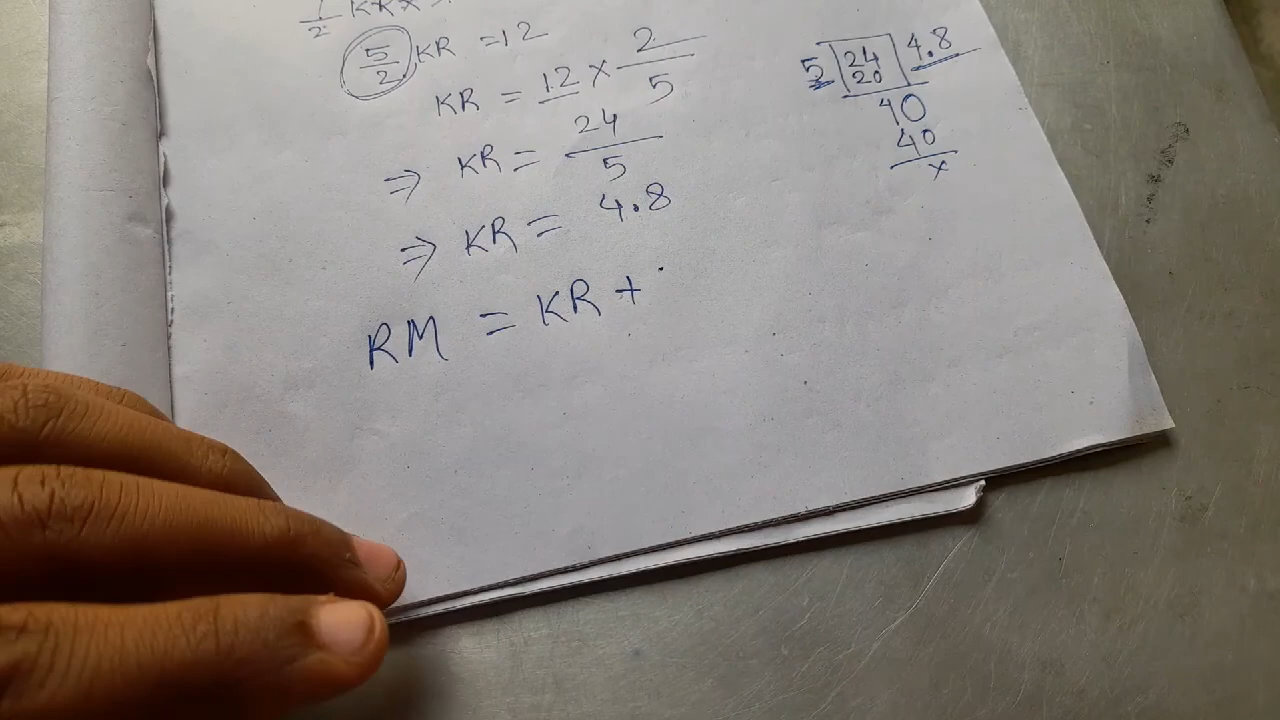 5/2 KR = 12
KR = 12 × 2/5
⇒ KR = 24/5
⇒ KR = 4.8
RM = KR +
5 24 4.8
20
40
40
×